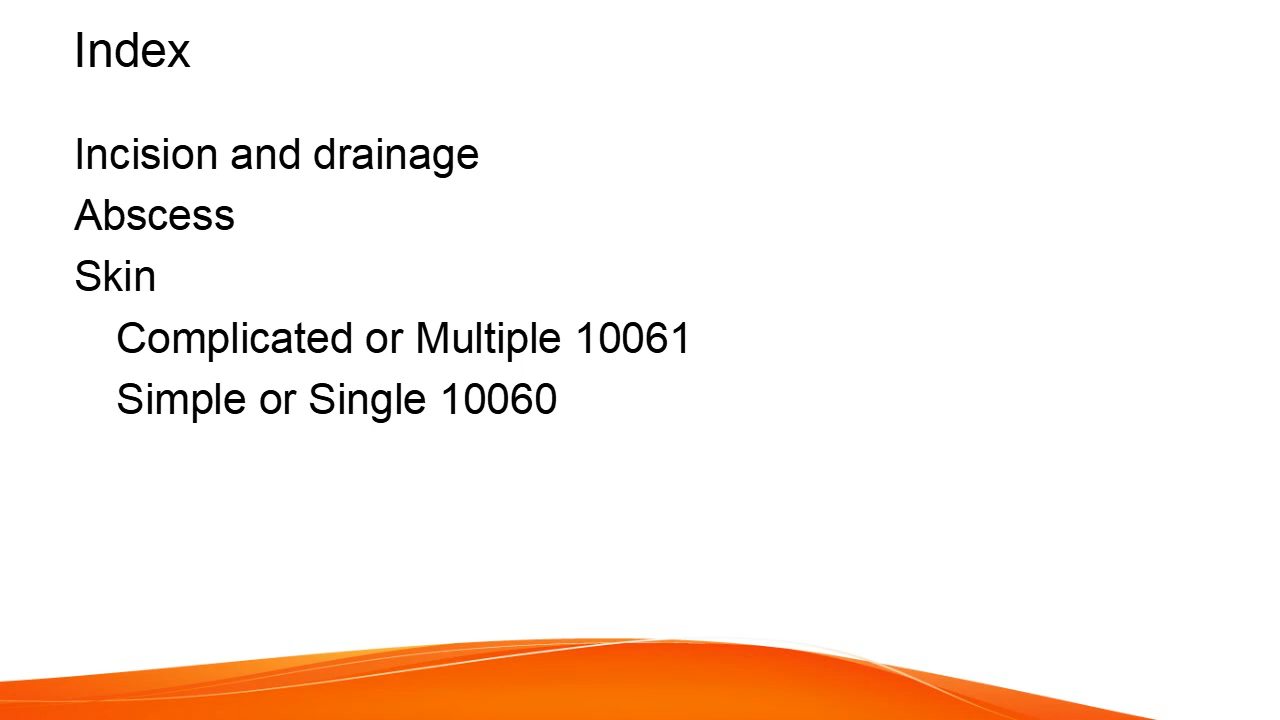 Index
Incision and drainage
Abscess
Skin
Complicated or Multiple 10061
Simple or Single 10060